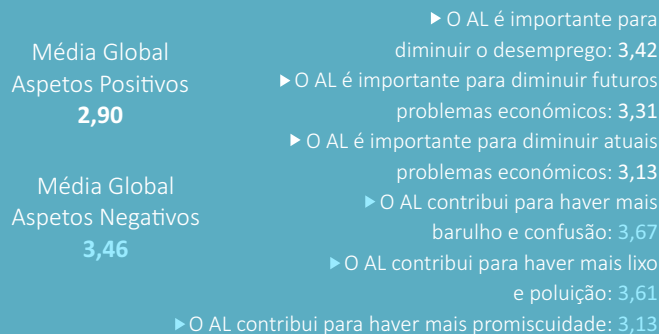 Média Global
Aspetos Positivos
2,90
Média Global
Aspetos Negativos
3,46
▶ O AL é importante para
diminuir o desemprego: 3,42
▶ O AL é importante para diminuir futuros
problemas económicos: 3,31
▶ O AL é importante para diminuir atuais
problemas económicos: 3,13
▶ O AL contribui para haver mais
barulho e confusão: 3,67
▶ O AL contribui para haver mais lixo
e poluição: 3,61
▶ O AL contribui para haver mais promiscuidade: 3,13